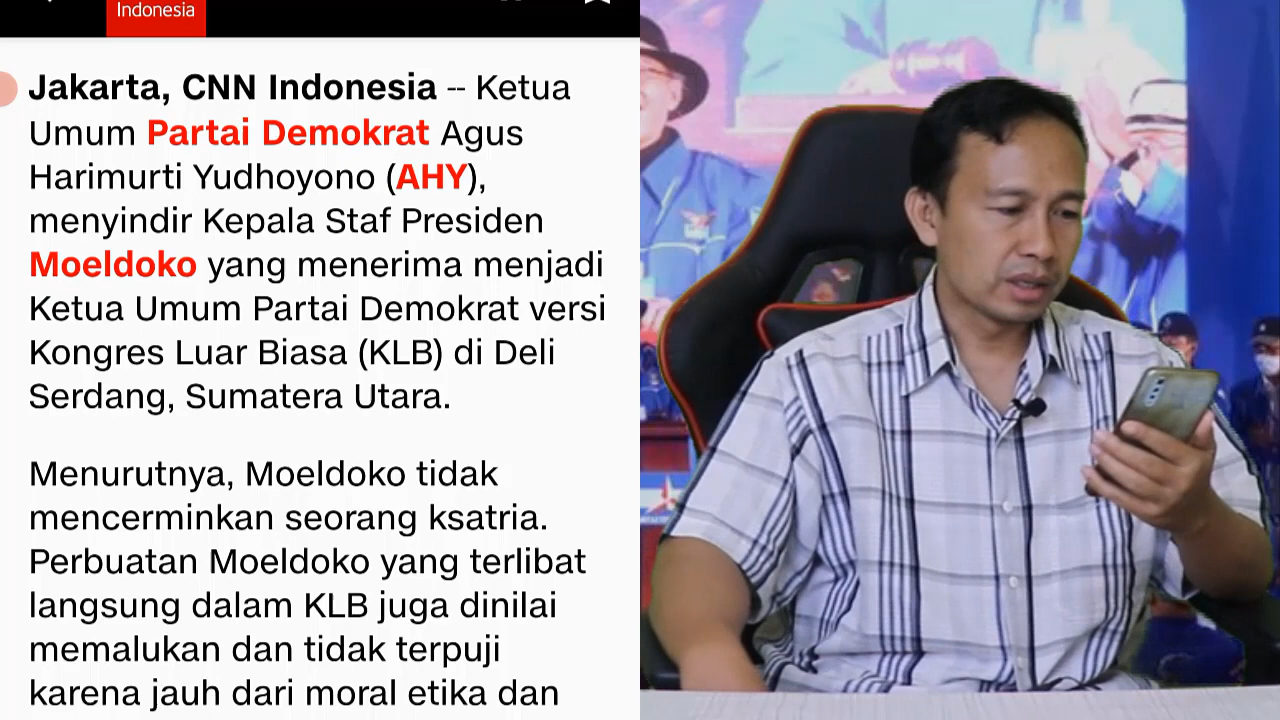 Indonesia
Jakarta, CNN Indonesia -- Ketua
Umum Partai Demokrat Agus
Harimurti Yudhoyono (AHY),
menyindir Kepala Staf Presiden
Moeldoko yang menerima menjadi
Ketua Umum Partai Demokrat versi
Kongres Luar Biasa (KLB) di Deli
Serdang, Sumatera Utara.
Menurutnya, Moeldoko tidak
mencerminkan seorang ksatria.
Perbuatan Moeldoko yang terlibat
langsung dalam KLB juga dinilai
memalukan dan tidak terpuji
karena jauh dari moral etika dan